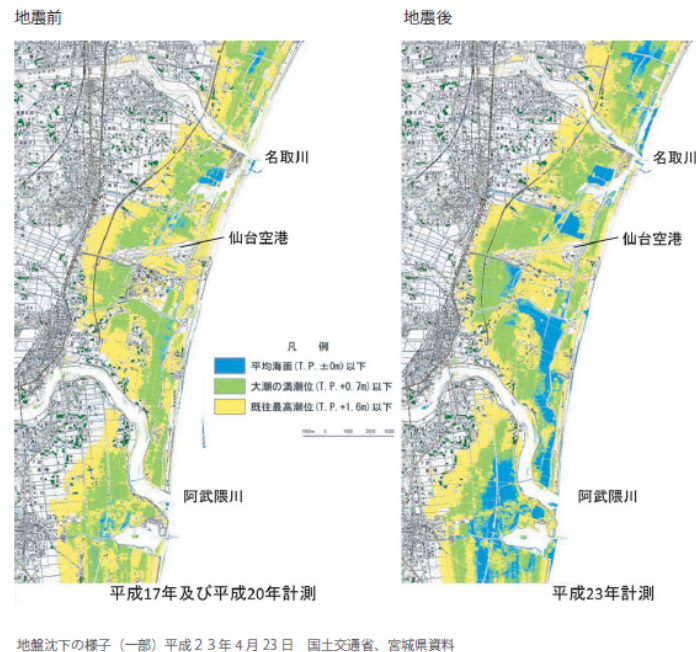 地震前
地震後
名取川
仙台空港
名取川
仙台空港
凡 例
平均海面(T.P.±0m)以下
大潮の満潮位(T.P.+0.7m)以下
既往最高潮位(T.P.+1.6m)以下
阿武隈川
阿武隈川
平成17年及び平成20年計測
平成23年計測
地盤沈下の様子（一部）平成２３年４月23日　国土交通省、宮城県資料